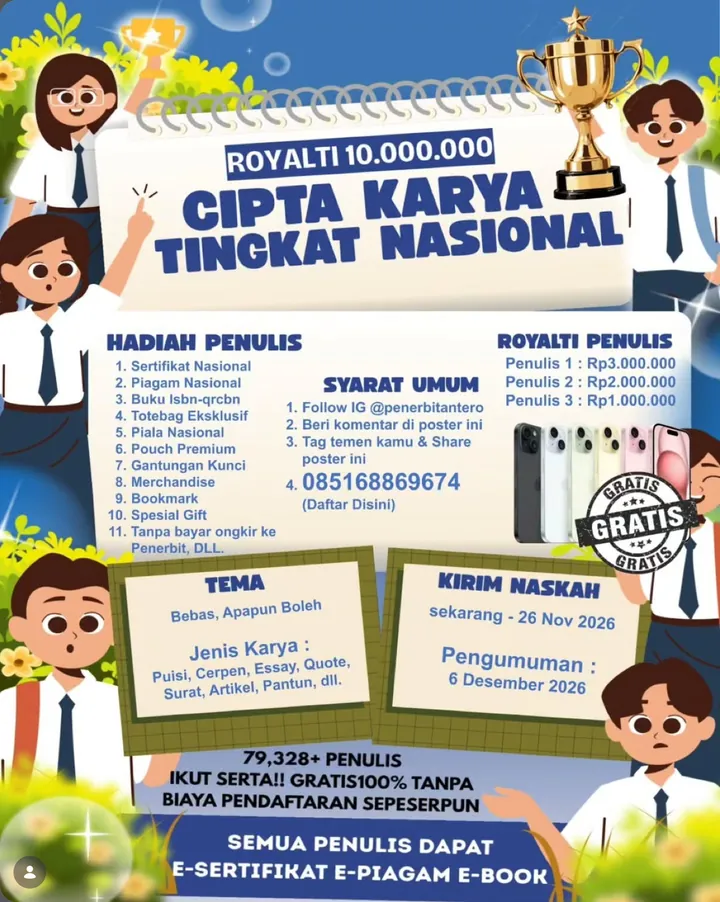 ROYALTI 10.000.000
CIPTA KARYA
TINGKAT NASIONAL
HADIAH PENULIS
1. Sertifikat Nasional
2. Piagam Nasional
3. Buku Isbn-qrcbn
4. Totebag Eksklusif
5. Piala Nasional
6. Pouch Premium
7. Gantungan Kunci
8. Merchandise
9. Bookmark
10. Spesial Gift
11. Tanpa bayar ongkir ke
Penerbit, DLL.
SYARAT UMUM
1. Follow IG @penerbitantero
2. Beri komentar di poster ini
3. Tag temen kamu & Share
poster ini
4. 085168869674
(Daftar Disini)
ROYALTI PENULIS
Penulis 1 : Rp3.000.000
Penulis 2 : Rp2.000.000
Penulis 3 : Rp1.000.000
GRATIS
GRATIS
GRATIS
TEMA
Bebas, Apapun Boleh
Jenis Karya :
Puisi, Cerpen, Essay, Quote,
Surat, Artikel, Pantun, dll.
KIRIM NASKAH
sekarang - 26 Nov 2026
Pengumuman :
6 Desember 2026
79,328+ PENULIS
IKUT SERTA!! GRATIS100% TANPA
BIAYA PENDAFTARAN SEPESERPUN
SEMUA PENULIS DAPAT
E-SERTIFIKAT E-PIAGAM E-BOOK